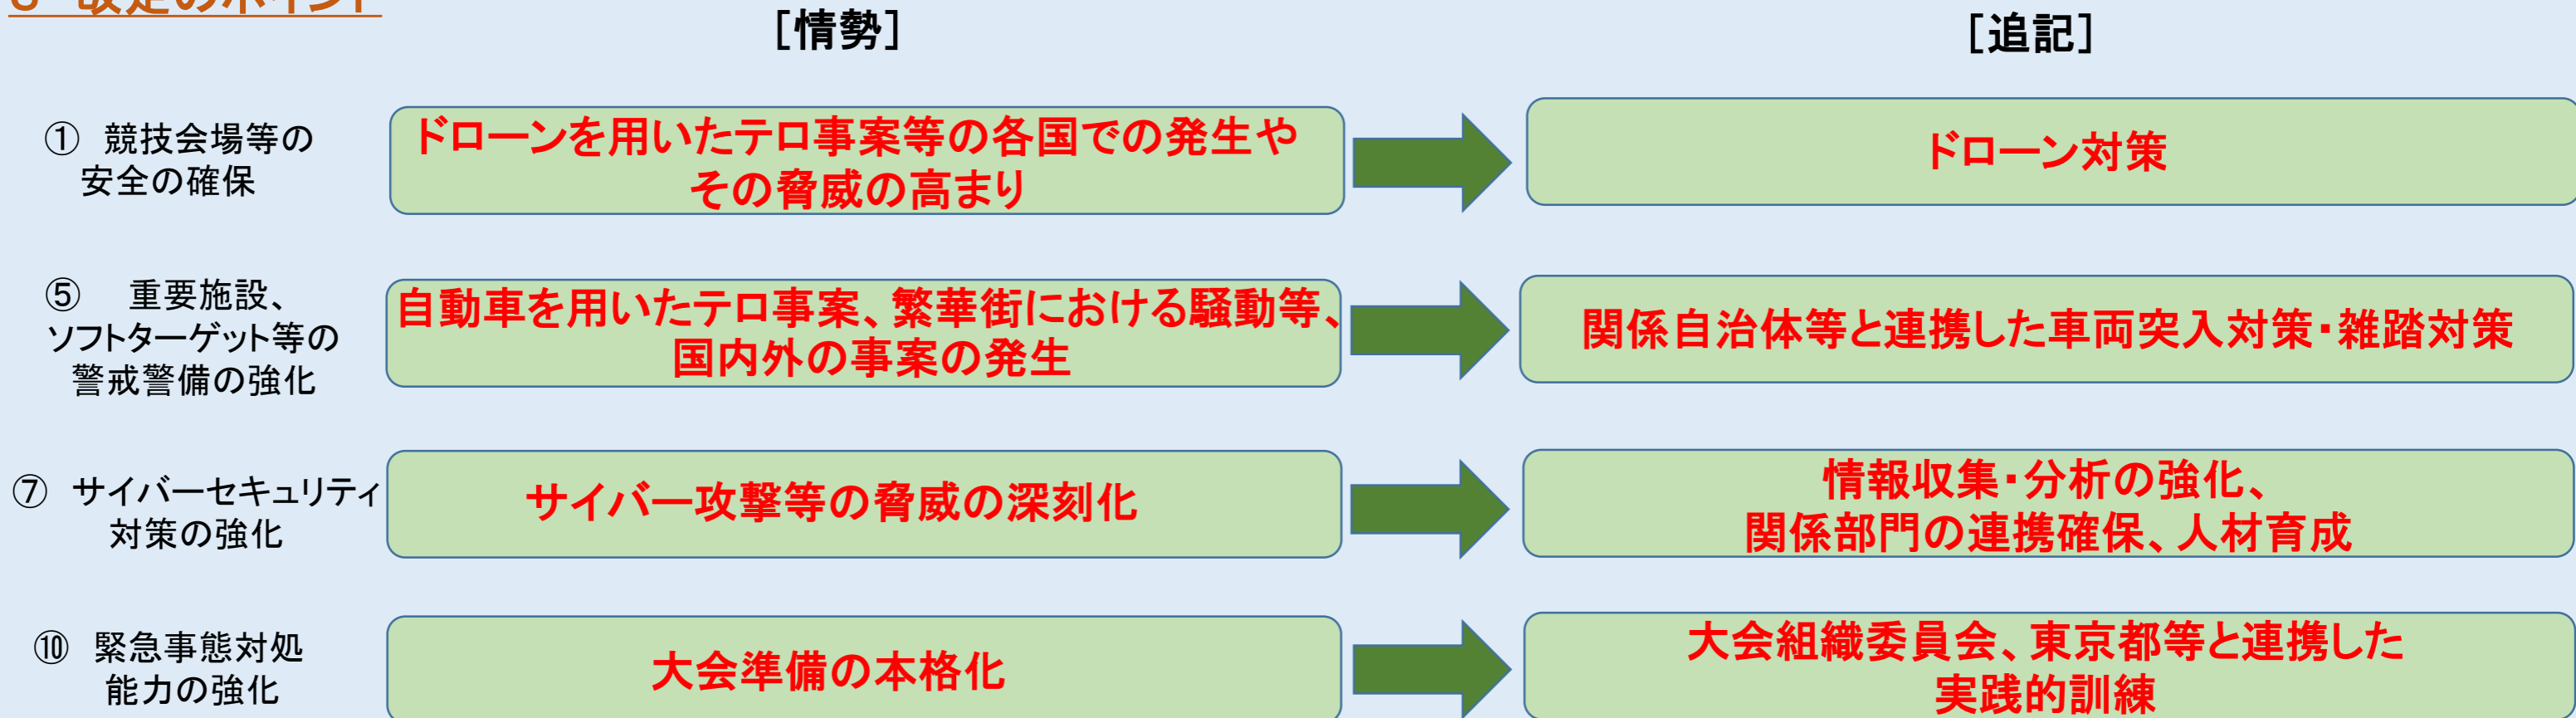 改定のポイント
［情勢］
［追記］
① 競技会場等の
安全の確保
ドローンを用いたテロ事案等の各国での発生や
その脅威の高まり
ドローン対策
⑤ 重要施設、
ソフトターゲット等の
警戒警備の強化
自動車を用いたテロ事案、繁華街における騒動等、
国内外の事案の発生
関係自治体等と連携した車両突入対策・雑踏対策
⑦ サイバーセキュリティ
対策の強化
サイバー攻撃等の脅威の深刻化
情報収集・分析の強化、
関係部門の連携確保、人材育成
⑩ 緊急事態対処
能力の強化
大会準備の本格化
大会組織委員会、東京都等と連携した
実践的訓練